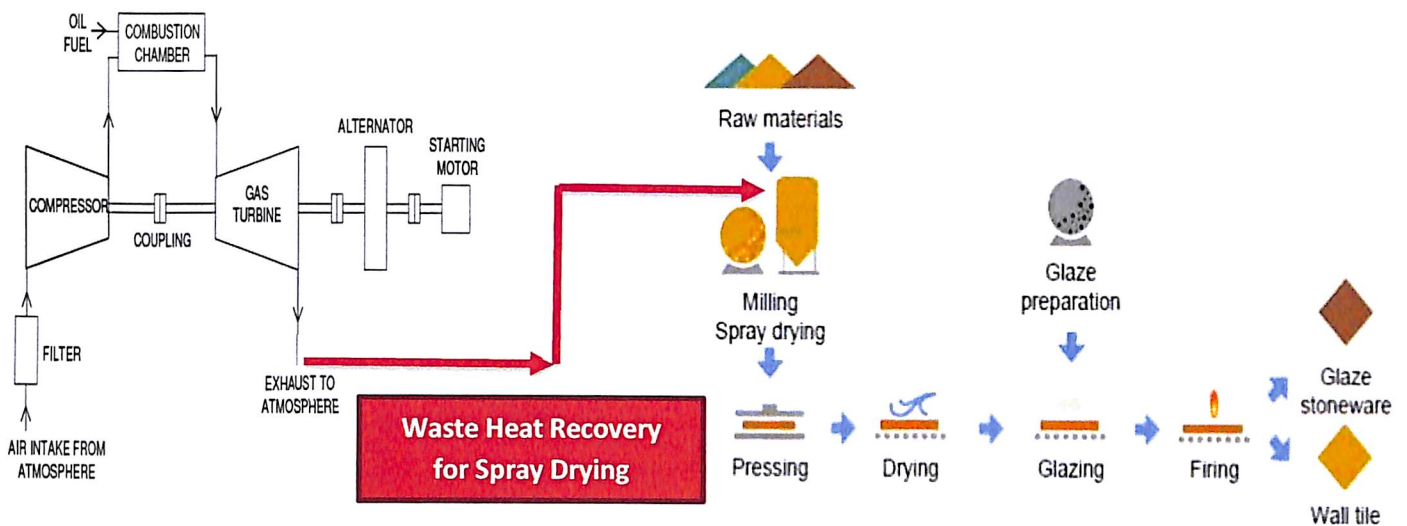 OIL
FUEL
COMBUSTION
CHAMBER
ALTERNATOR
STARTING
MOTOR
COMPRESSOR
COUPLING
GAS
TURBINE
FILTER
EXHAUST TO
ATMOSPHERE
AIR INTAKE FROM
ATMOSPHERE
Waste Heat Recovery
for Spray Drying
Raw materials
Milling
Spray drying
Glaze
preparation
Pressing
Drying
Glazing
Firing
Glaze
stoneware
Wall tile